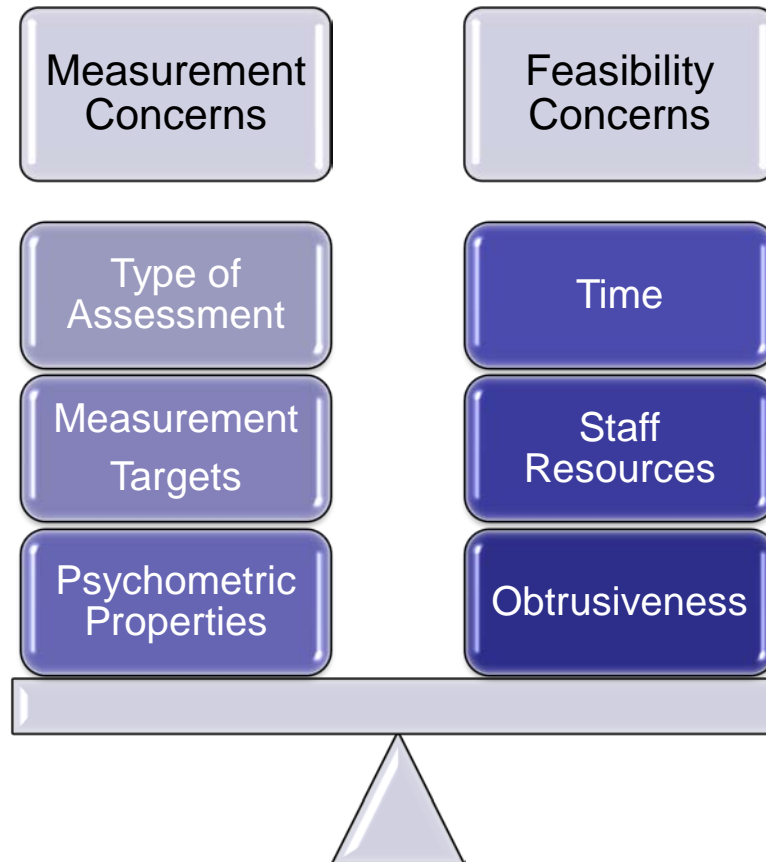 Measurement
Concerns
Feasibility
Concerns
Type of
Assessment
Time
Measurement
Targets
Staff
Resources
Psychometric
Properties
Obtrusiveness